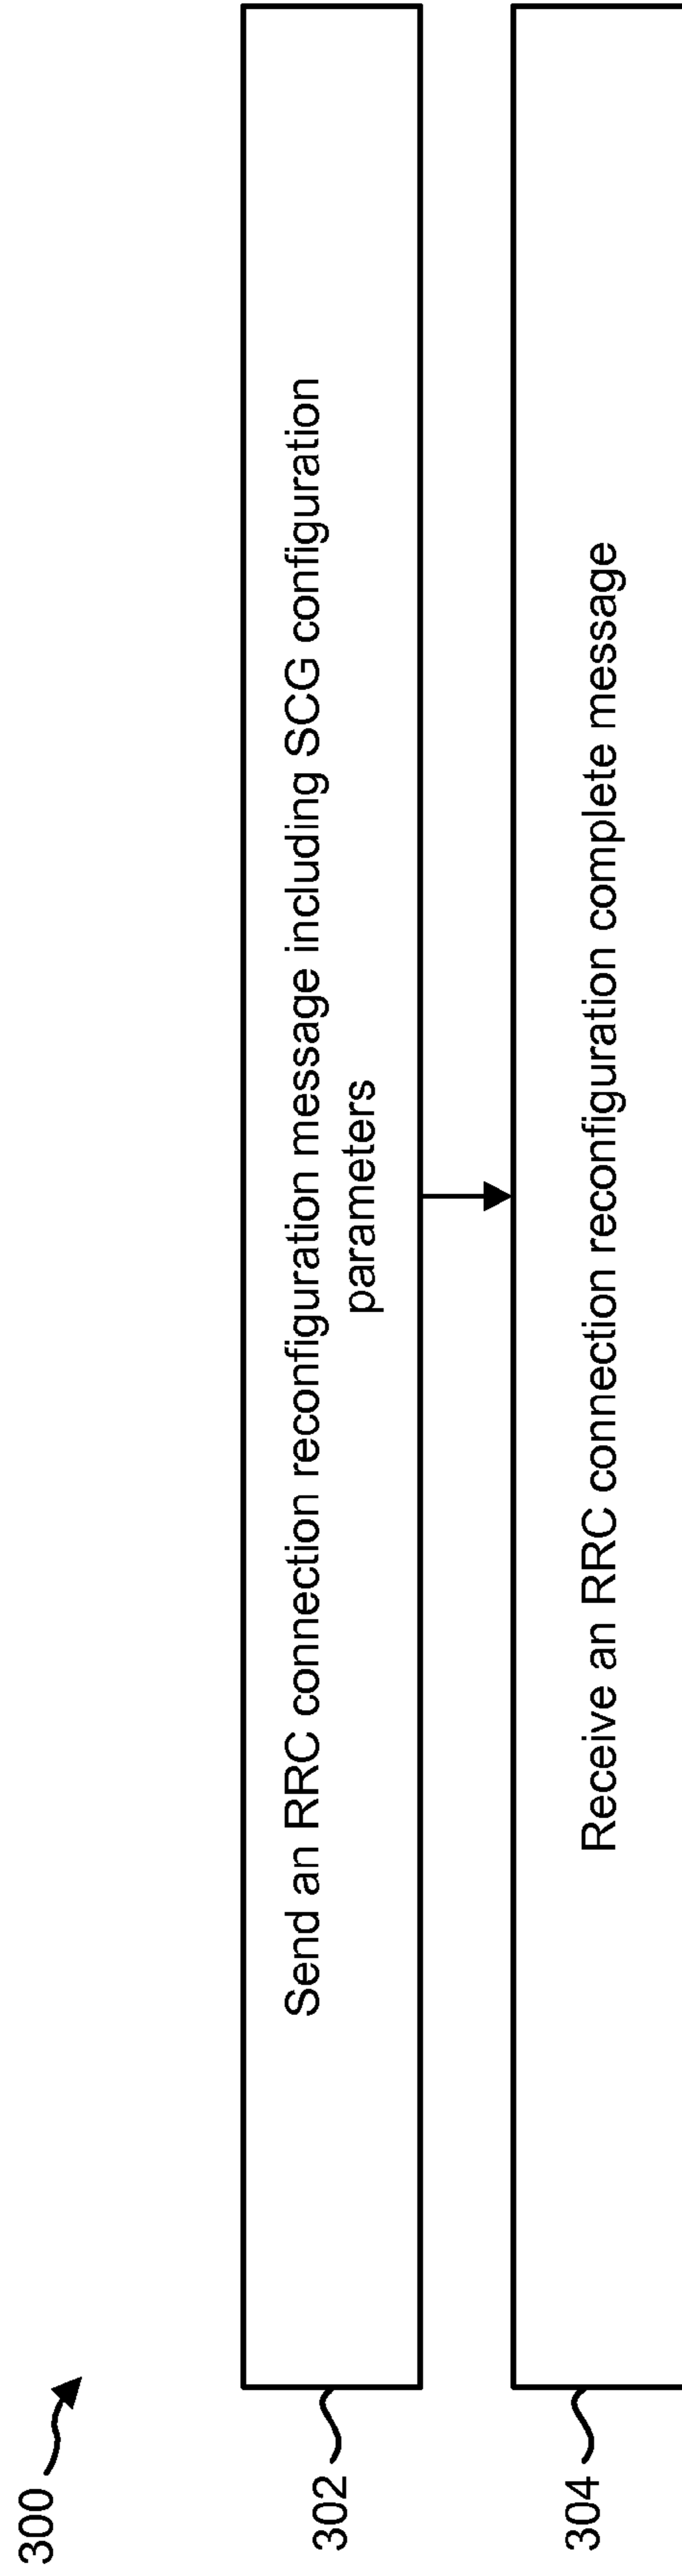 300
302
Send an RRC connection reconfiguration message including SCG configuration
parameters
304
Receive an RRC connection reconfiguration complete message